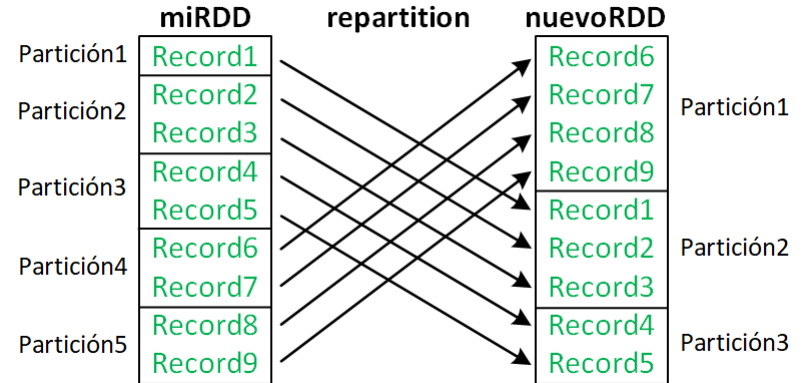 miRDD repartition nuevoRDD
Partición1 Record1 Record6
Partición2 Record2 Record7 Partición1
Record3 Record8
Partición3 Record4 Record9
Record5 Record1
Partición4 Record6 Record2 Partición2
Record7 Record3
Partición5 Record8 Record4 Partición3
Record9 Record5